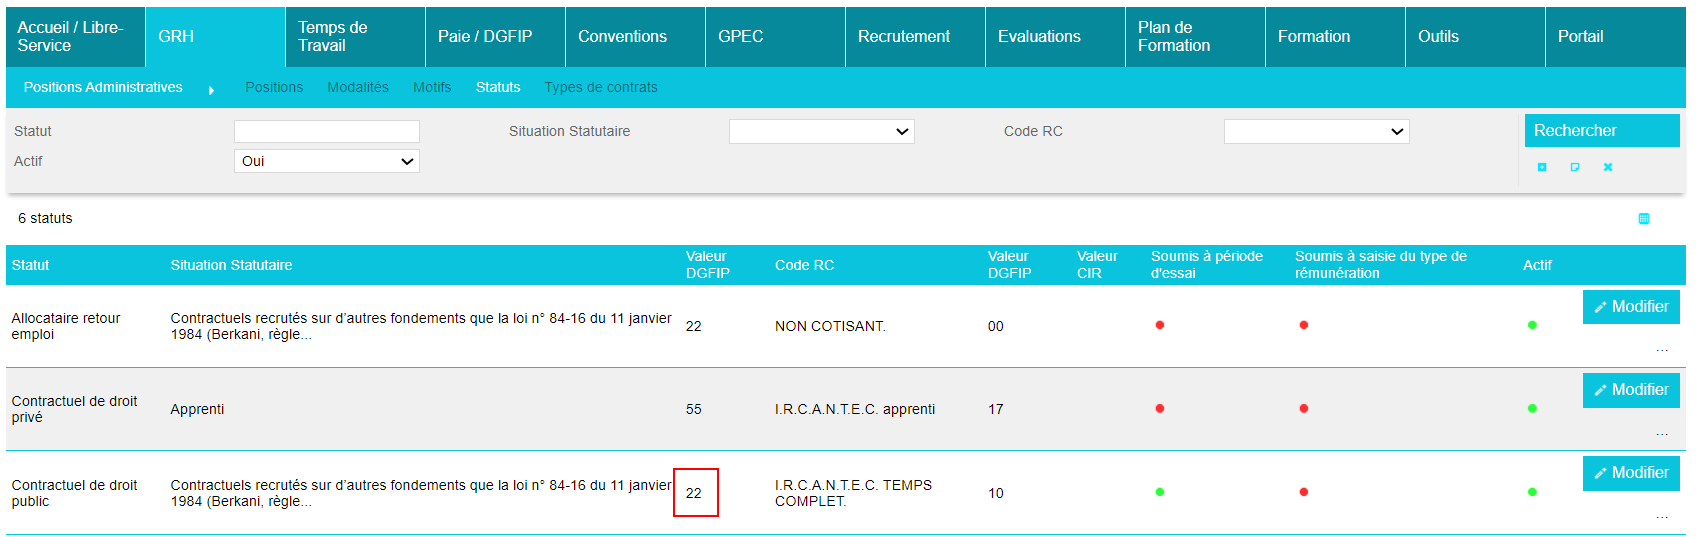 Accueil / Libre-
Service
GRH
Temps de
Travail
Paie / DGFIP
Conventions
GPEC
Recrutement
Evaluations
Plan de
Formation
Formation
Outils
Portail
Positions Administratives
Positions
Modalités
Motifs
Statuts
Types de contrats
Statut
Situation Statutaire
Code RC
Rechercher
Actif
Oui
6 statuts
Statut
Situation Statutaire
Valeur
DGFIP
Code RC
Valeur
DGFIP
Valeur
CIR
Soumis à période
d'essai
Soumis à saisie du type de
rémunération
Actif
Allocataire retour
emploi
Contractuels recrutés sur d’autres fondements que la loi n° 84-16 du 11 janvier
1984 (Berkani, règle...
22
NON COTISANT.
00
Modifier
...
Contractuel de droit
privé
Apprenti
55
I.R.C.A.N.T.E.C. apprenti
17
Modifier
...
Contractuel de droit
public
Contractuels recrutés sur d’autres fondements que la loi n° 84-16 du 11 janvier
1984 (Berkani, règle...
22
I.R.C.A.N.T.E.C. TEMPS
COMPLET.
10
Modifier
...